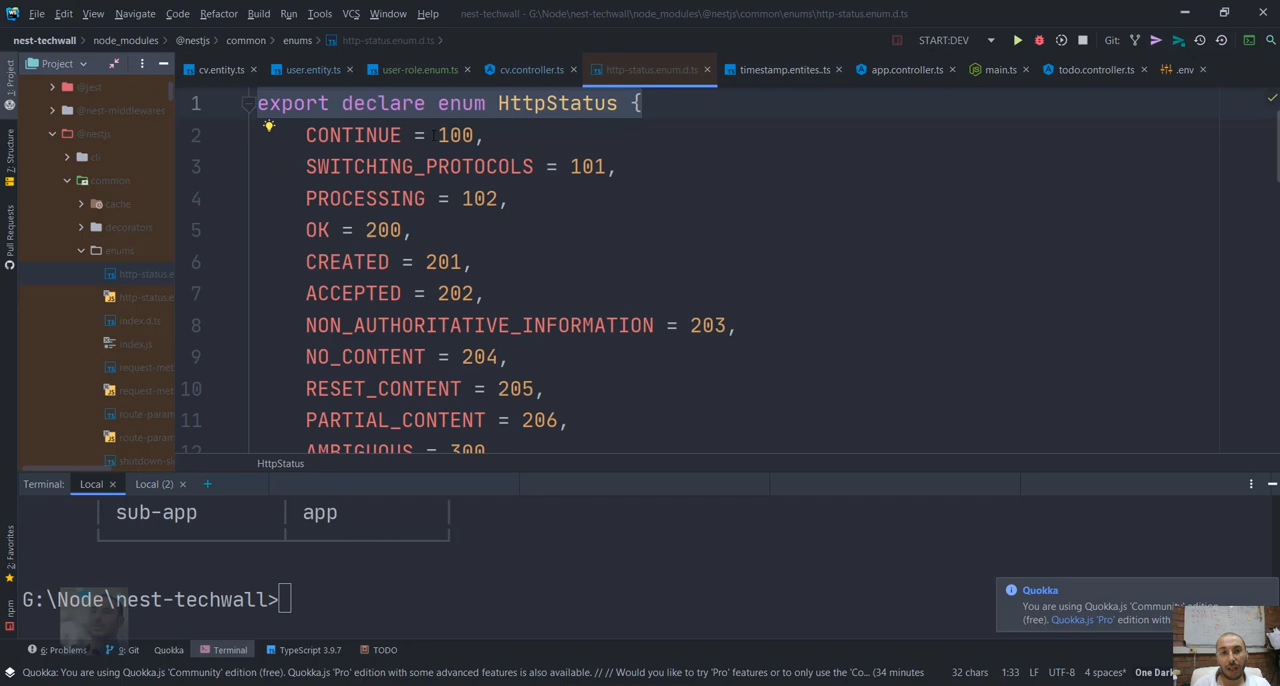 File Edit View Navigate Code Refactor Build Run Tools VCS Window Help nest-techwall - G:\Node\nest-techwall\node_modules\@nestjs\common\enums\http-status.enum.d.ts
nest-techwall node_modules @nestjs common enums http-status.enum.d.ts START:DEV Git:
Project cv.entity.ts user.entity.ts user-role.enum.ts cv.controller.ts http-status.enum.d.ts timestamp.entites..ts app.controller.ts main.ts todo.controller.ts .env
1: Project
Z: Structure
Pull Requests
2: Favorites
npm
@jest
@nest-middlewares
@nestjs
cli
common
cache
decorators
enums
http-status.e
http-status.e
index.d.ts
index.js
request-met
request-met
route-param
route-param
shutdown-si
1 export declare enum HttpStatus {
2 CONTINUE = 100,
3 SWITCHING_PROTOCOLS = 101,
4 PROCESSING = 102,
5 OK = 200,
6 CREATED = 201,
7 ACCEPTED = 202,
8 NON_AUTHORITATIVE_INFORMATION = 203,
9 NO_CONTENT = 204,
10 RESET_CONTENT = 205,
11 PARTIAL_CONTENT = 206,
12 AMBIGUOUS = 300
HttpStatus
Terminal: Local Local (2)
sub-app app
G:\Node\nest-techwall>
Quokka
You are using Quokka.js 'Community' edition
(free). Quokka.js 'Pro' edition with
6: Problems 9: Git Quokka Terminal TypeScript 3.9.7 TODO
Quokka: You are using Quokka.js 'Community' edition (free). Quokka.js 'Pro' edition with some advanced features is also available. // // Would you like to try 'Pro' features or to only use the 'Co... (34 minutes 32 chars 1:33 LF UTF-8 4 spaces* One Dark